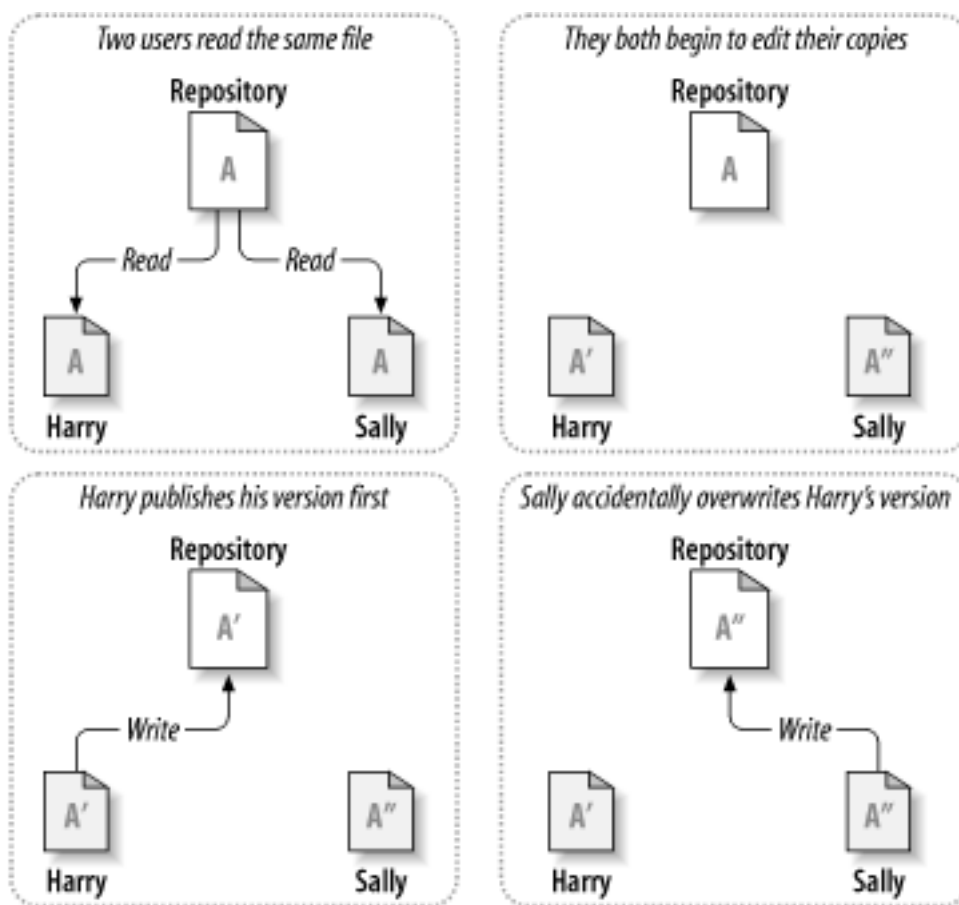 Two users read the same file
Repository
A
Read
Read
A
A
Harry
Sally
They both begin to edit their copies
Repository
A
A'
A"
Harry
Sally
Harry publishes his version first
Repository
A'
Write
A'
A"
Harry
Sally
Sally accidentally overwrites Harry's version
Repository
A"
Write
A'
A"
Harry
Sally